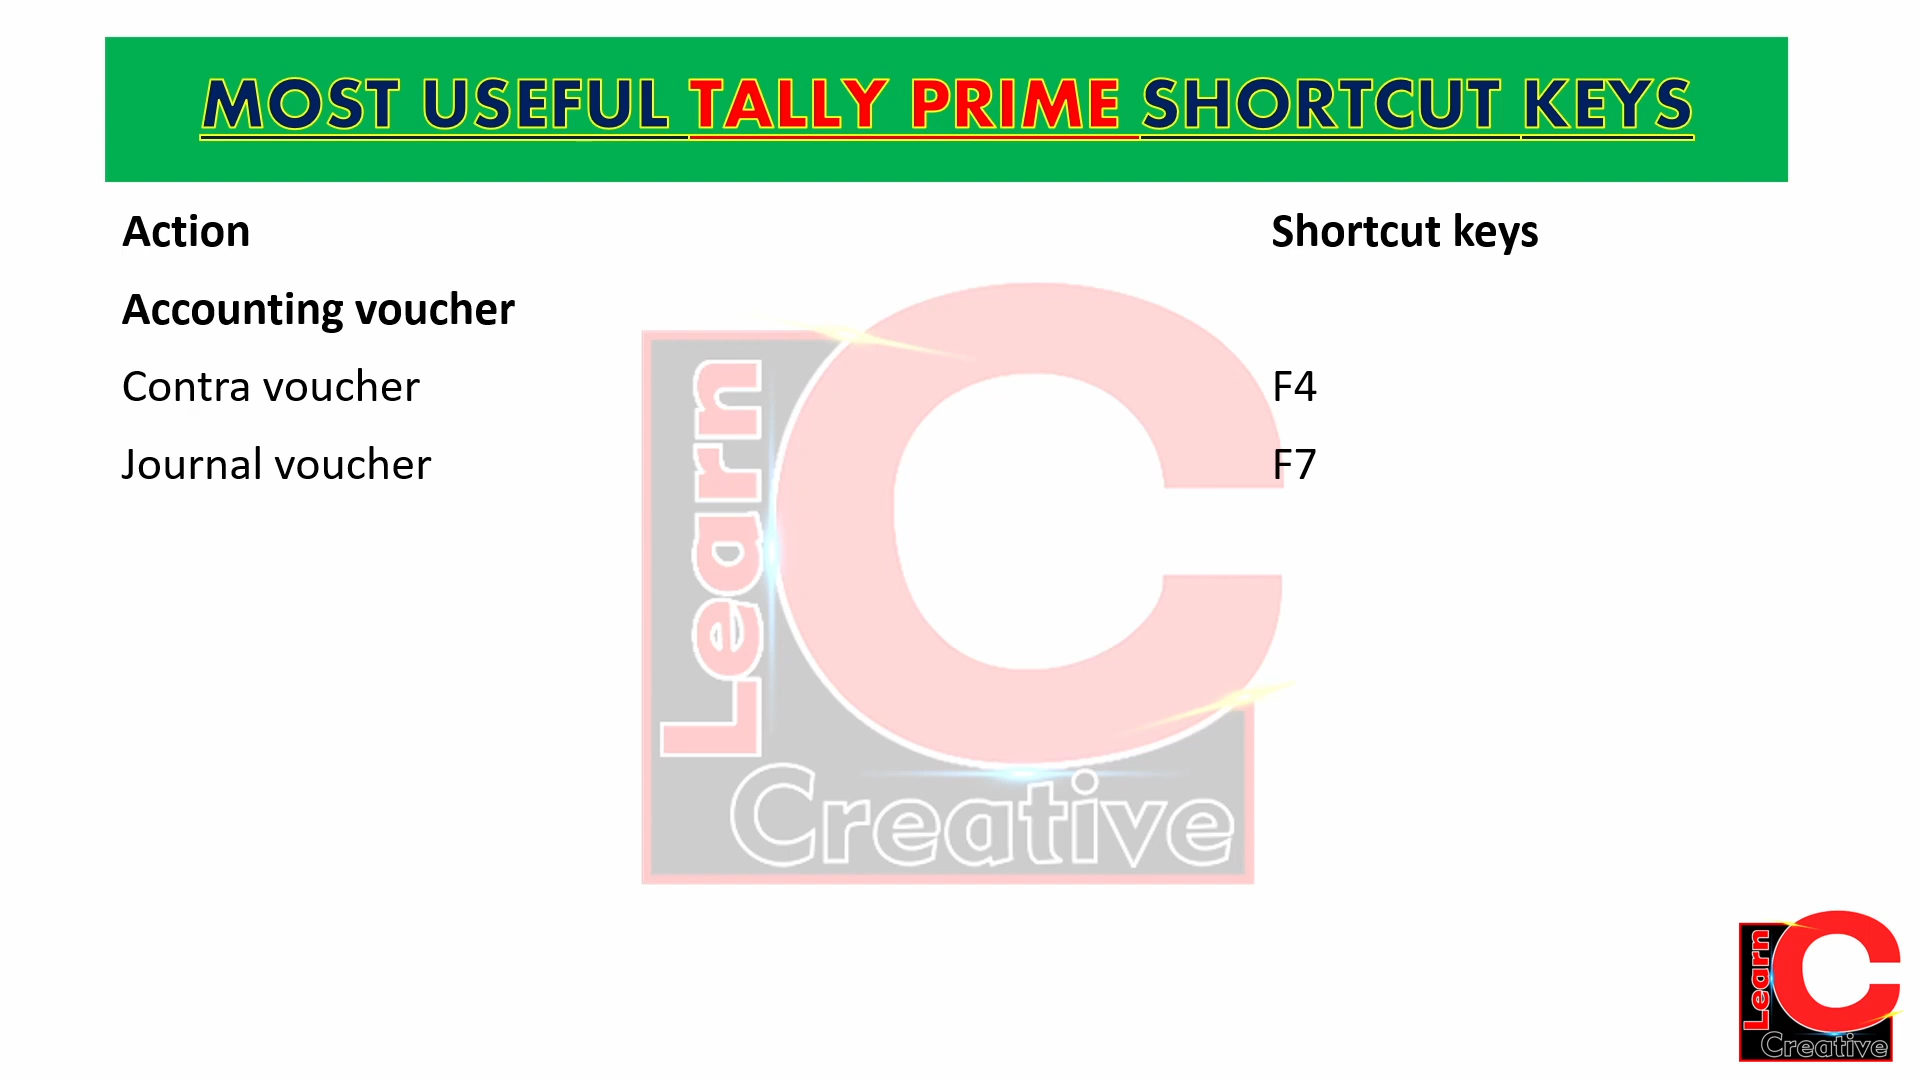 MOST USEFUL TALLY PRIME SHORTCUT KEYS
Action Shortcut keys
Accounting voucher
Contra voucher F4
Journal voucher F7
Learn
Creative
Learn
Creative